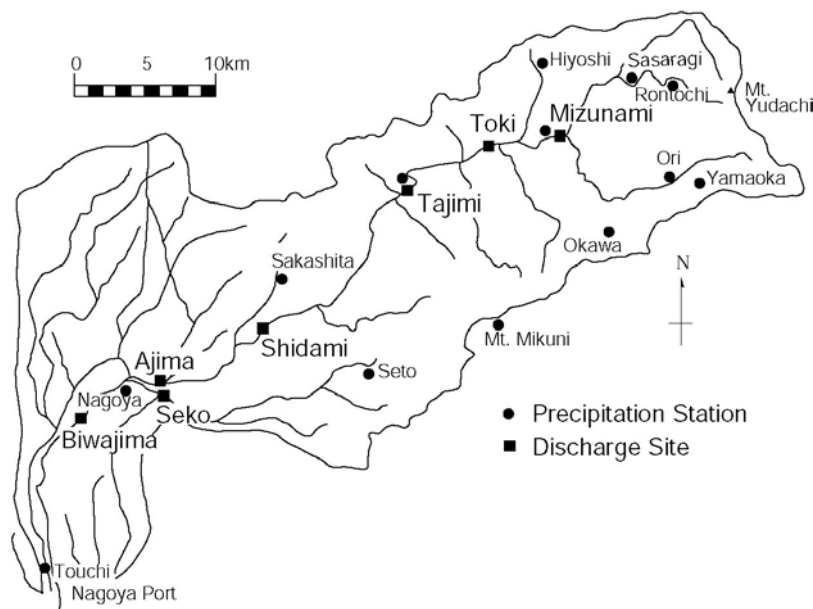 0 5 10km
Hiyoshi
Sasaragi
Rontochi
Mt.
Yudachi
Mizunami
Toki
Ori
Yamaoka
Tajimi
Okawa
Sakashita
N
Mt. Mikuni
Shidami
Ajima
Seto
Nagoya
Seko
Biwajima
Precipitation Station
Discharge Site
Touchi
Nagoya Port